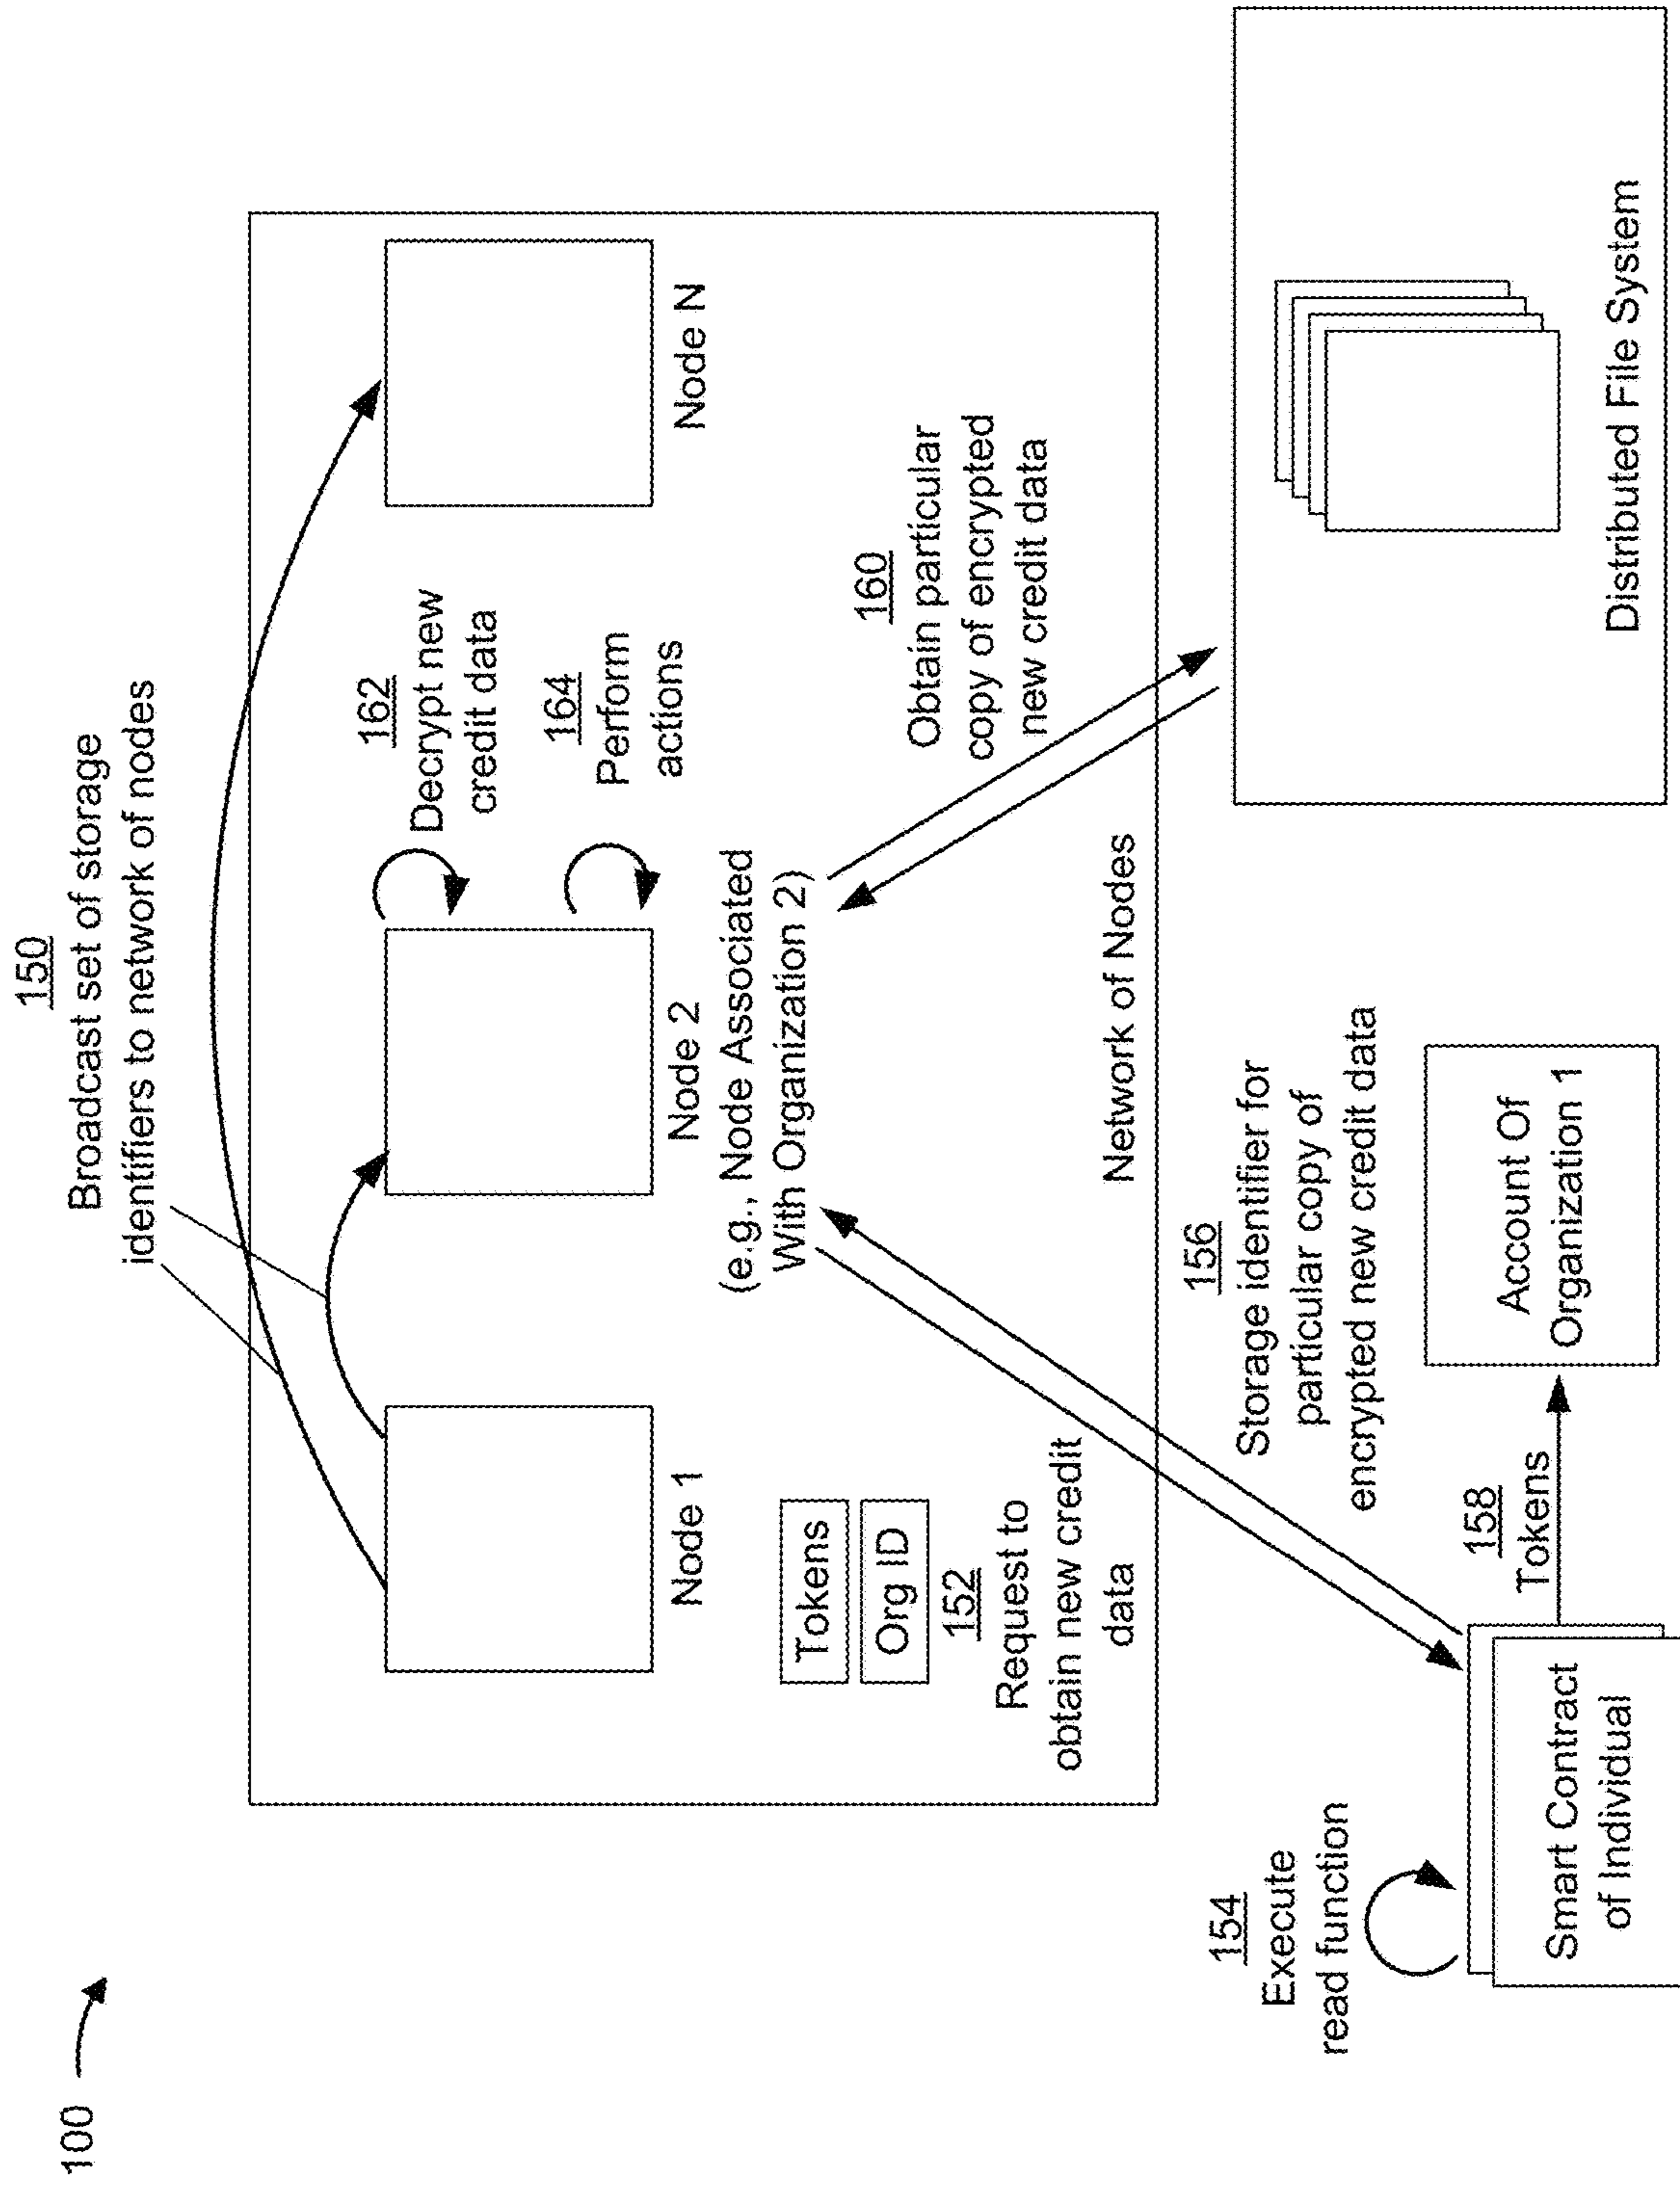 100
150
Broadcast set of storage
identifiers to network of nodes
Node 1
Node 2
(e.g., Node Associated
With Organization 2)
Node N
162
Decrypt new
credit data
164
Perform
actions
Tokens
Org ID
152
Request to
obtain new credit
data
160
Obtain particular
copy of encrypted
new credit data
Network of Nodes
154
Execute
read function
Smart Contract
of Individual
158
Tokens
156
Storage identifier for
particular copy of
encrypted new credit data
Account Of
Organization 1
Distributed File System